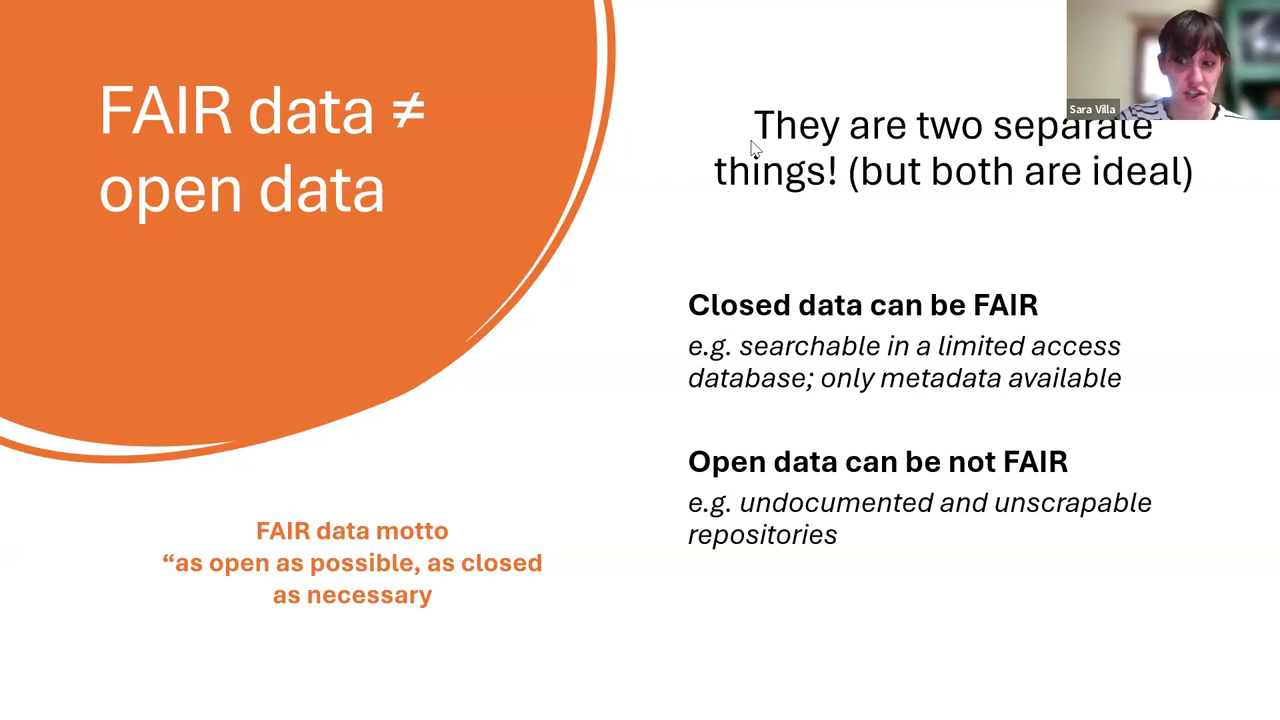 FAIR data ≠
open data
Sara Villa
They are two separate
things! (but both are ideal)
Closed data can be FAIR
e.g. searchable in a limited access
database; only metadata available
Open data can be not FAIR
e.g. undocumented and unscrapable
repositories
FAIR data motto
“as open as possible, as closed
as necessary